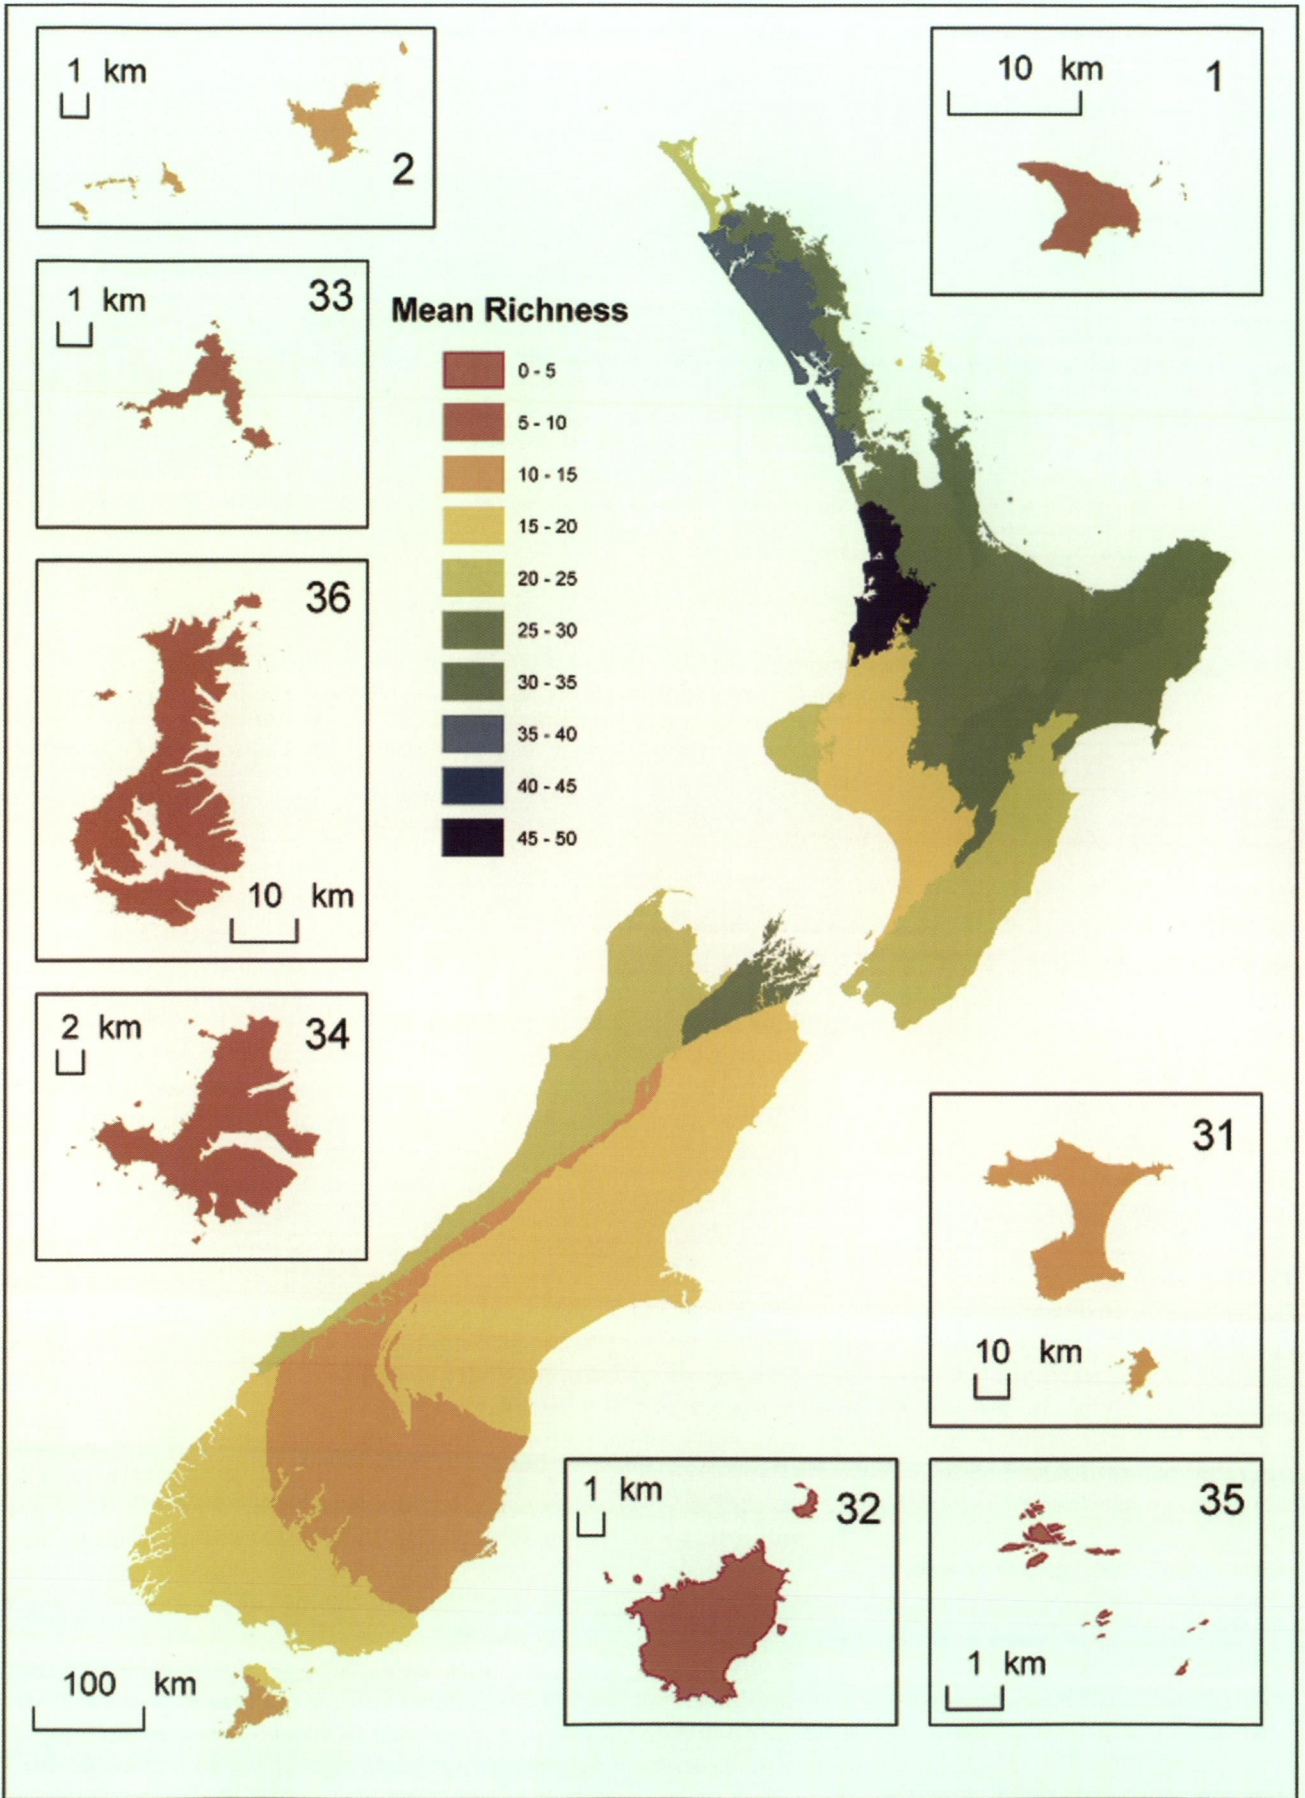 1 km
2
10 km
1
1 km
33
Mean Richness
0 - 5
5 - 10
10 - 15
15 - 20
20 - 25
25 - 30
30 - 35
35 - 40
40 - 45
45 - 50
36
10 km
2 km
34
31
10 km
1 km
32
35
1 km
100 km